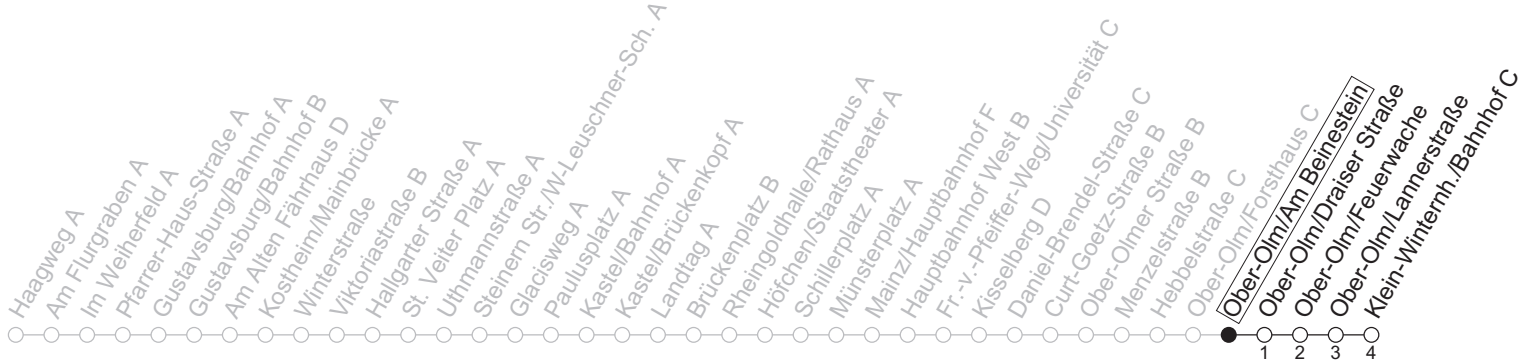 Haagweg A
Am Flurgraben A
Im Weiherfeld A
Pfarrer-Haus-Straße A
Gustavsburg/Bahnhof A
Gustavsburg/Bahnhof B
Am Alten Fährhaus D
Kostheim/Mainbrücke A
Winterstraße
Viktoriastraße B
Hallgarter Straße A
St. Veiter Platz A
Uthmannstraße A
Steinern Str./W-Leuschner-Sch. A
Glacisweg A
Paulusplatz A
Kastel/Bahnhof A
Kastel/Brückenkopf A
Landtag A
Brückenplatz B
Rheingoldhalle/Rathaus A
Höfchen/Staatstheater A
Schillerplatz A
Münsterplatz A
Mainz/Hauptbahnhof F
Hauptbahnhof West B
Fr.-v.-Pfeiffer-Weg/Universität C
Kisselberg D
Daniel-Brendel-Straße C
Curt-Goetz-Straße B
Ober-Olmer Straße B
Menzelstraße B
Hebbelstraße C
Ober-Olm/Forsthaus C
Ober-Olm/Am Beinestein
Ober-Olm/Draiser Straße
Ober-Olm/Feuerwache
Ober-Olm/Lannerstraße
Klein-Winternh./Bahnhof C
1 2 3 4